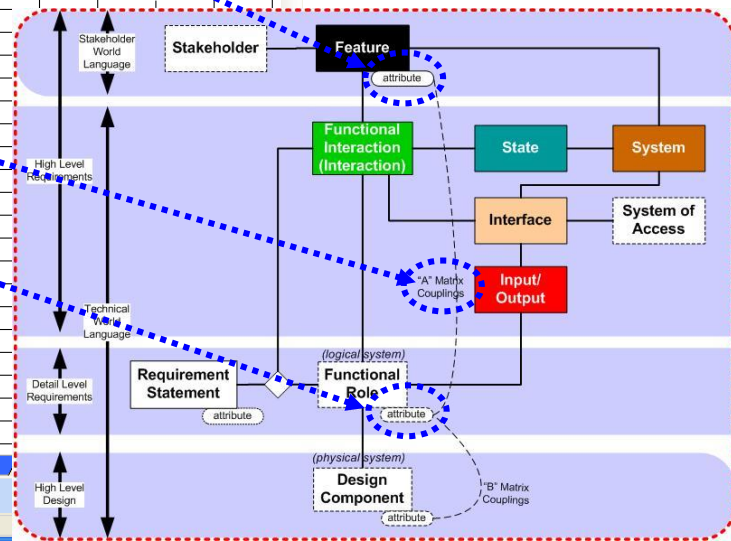 Stakeholder
World
Language
Stakeholder
Feature
attribute
High Level
Requirements
Functional
Interaction
(Interaction)
State
System
Interface
System of
Access
"A" Matrix
Couplings
Input/
Output
Technical
World
Language
(logical system)
Detail Level
Requirements
Requirement
Statement
attribute
Functional
Role
attribute
(physical system)
High Level
Design
Design
Component
attribute
"B" Matrix
Couplings